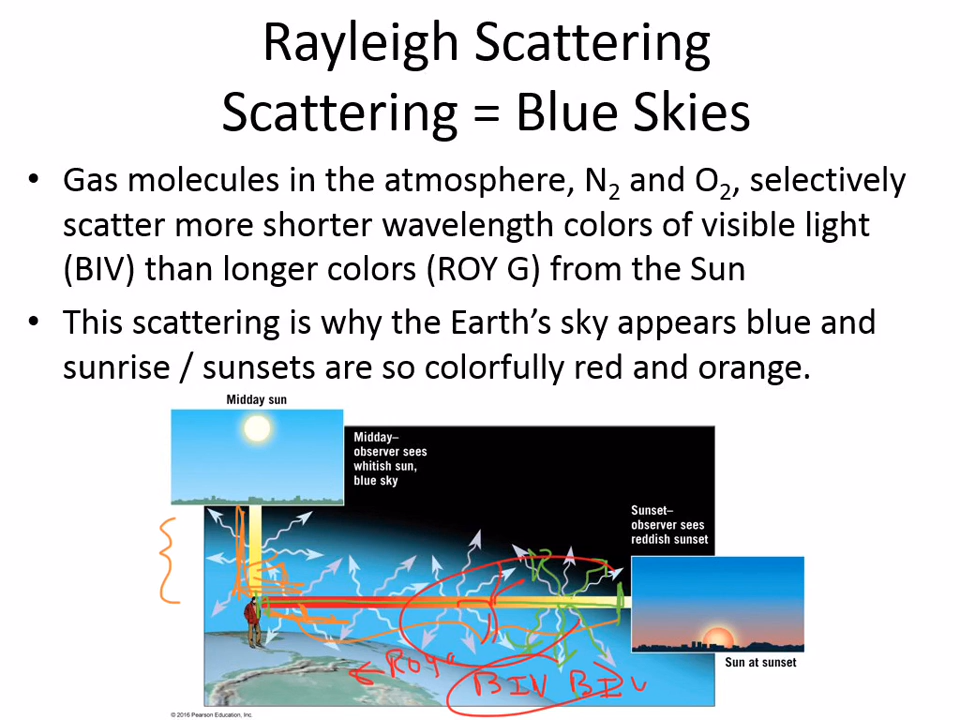 Rayleigh Scattering
Scattering = Blue Skies
• Gas molecules in the atmosphere, N₂ and O₂, selectively
scatter more shorter wavelength colors of visible light
(BIV) than longer colors (ROY G) from the Sun
• This scattering is why the Earth's sky appears blue and
sunrise / sunsets are so colorfully red and orange.
Midday sun
Midday–
observer sees
whitish sun,
blue sky
Sunset–
observer sees
reddish sunset
Sun at sunset
ROYG
BIV BIV
© 2016 Pearson Education, Inc